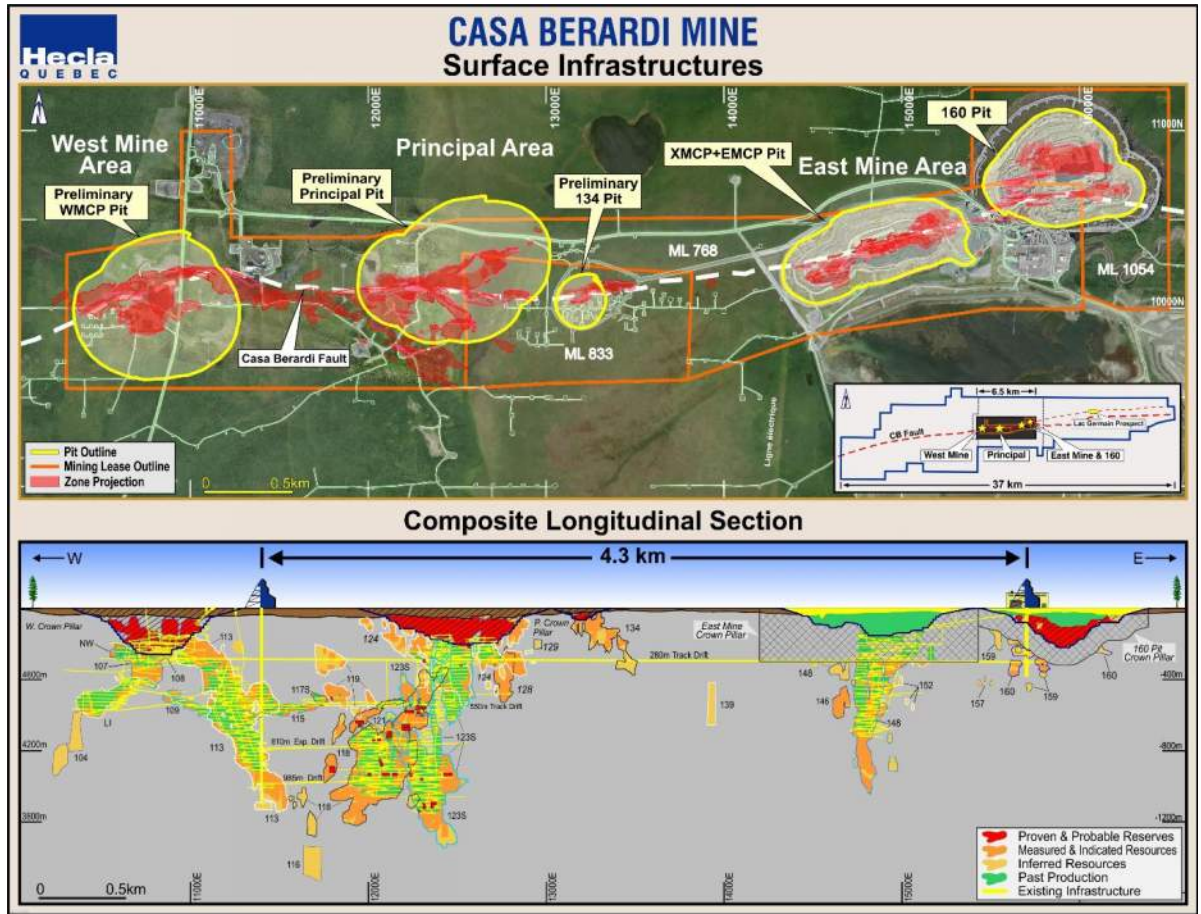 Hecla
QUEBEC
CASA BERARDI MINE
Surface Infrastructures
11000E
12000E
13000E
14000E
15000E
11000N
10000N
West Mine
Area
Preliminary
WMCP Pit
Principal Area
Preliminary
Principal Pit
Preliminary
134 Pit
XMCP+EMCP Pit
East Mine Area
160 Pit
ML 768
ML 1054
ML 833
Casa Berardi Fault
Ligne électrique
Pit Outline
Mining Lease Outline
Zone Projection
0 0.5km
6.5 km
CB Fault
Lac Germain Prospect
West Mine
Principal
East Mine & 160
37 km
Composite Longitudinal Section
W
4.3 km
E
W. Crown Pillar
NW
107
108
109
LI
104
113
113
113
117S
115
119
124
123S
121
118
118
116
610m Exp. Drift
985m Drift
550m Track Drift
124
128
129
P. Crown
Pillar
134
280m Track Drift
139
123S
123S
East Mine
Crown Pillar
148
146
148
152
159
157
160
159
160
160 Pit
Crown Pillar
4600m
4200m
3800m
-400m
-800m
-1200m
0 0.5km
11000E
12000E
13000E
14000E
15000E
Proven & Probable Reserves
Measured & Indicated Resources
Inferred Resources
Past Production
Existing Infrastructure